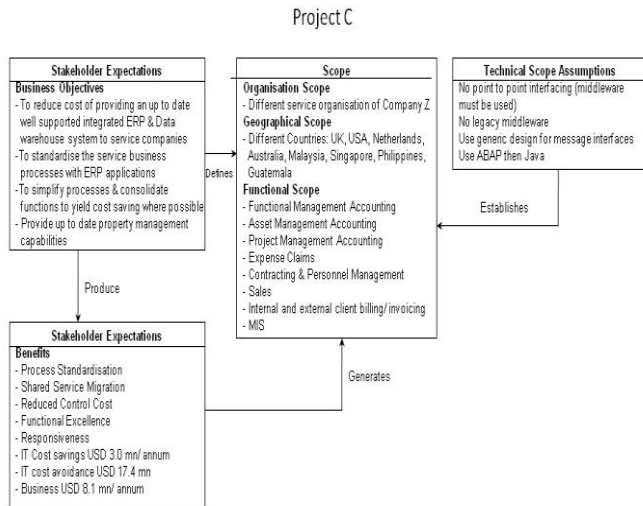 Project C
Stakeholder Expectations
Business Objectives
- To reduce cost of providing an up to date
well supported integrated ERP & Data
warehouse system to service companies
- To standardise the service business
processes with ERP applications
- To simplify processes & consolidate
functions to yield cost saving where possible
- Provide up to date property management
capabilities
Defines
Scope
Organisation Scope
- Different service organisation of Company Z
Geographical Scope
- Different Countries: UK, USA, Netherlands,
Australia, Malaysia, Singapore, Philippines,
Guatemala
Functional Scope
- Functional Management Accounting
- Asset Management Accounting
- Project Management Accounting
- Expense Claims
- Contracting & Personnel Management
- Sales
- Internal and external client billing/ invoicing
- MIS
Technical Scope Assumptions
No point to point interfacing (middleware
must be used)
No legacy middleware
Use generic design for message interfaces
Use ABAP then Java
Establishes
Produce
Stakeholder Expectations
Benefits
- Process Standardisation
- Shared Service Migration
- Reduced Control Cost
- Functional Excellence
- Responsiveness
- IT Cost savings USD 3.0 mn/ annum
- IT cost avoidance USD 17.4 mn
- Business USD 8.1 mn/ annum
Generates